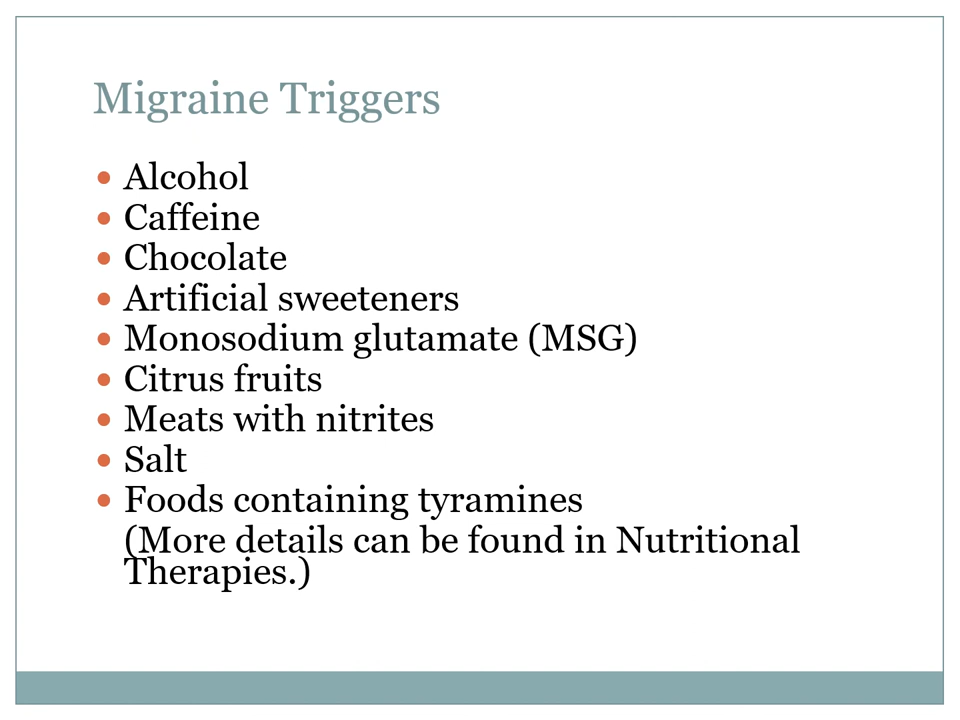 Migraine Triggers
Alcohol
Caffeine
Chocolate
Artificial sweeteners
Monosodium glutamate (MSG)
Citrus fruits
Meats with nitrites
Salt
Foods containing tyramines
(More details can be found in Nutritional
Therapies.)